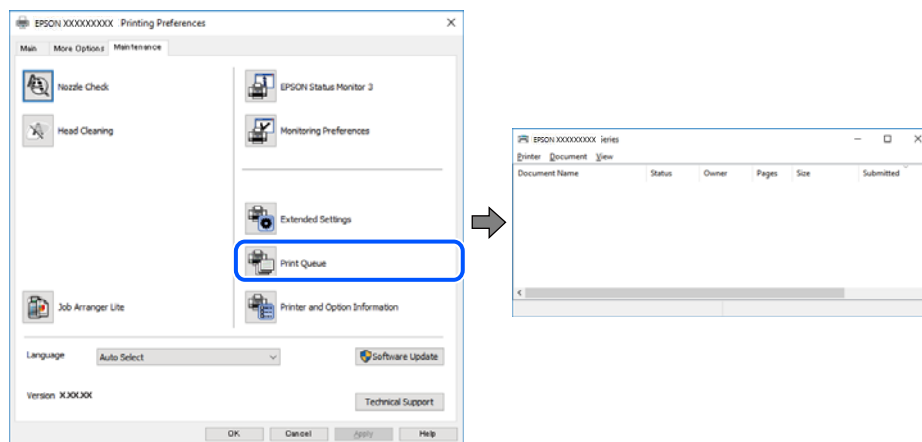 EPSON XXXXXXXXX Printing Preferences
Main More Options Maintenance
Nozzle Check
EPSON Status Monitor 3
Head Cleaning
Monitoring Preferences
Extended Settings
Print Queue
Job Arranger Lite
Printer and Option Information
Language Auto Select Software Update
Version X.XX.XX
Technical Support
OK Cancel Apply Help
EPSON XXXXXXXXX Series
Printer Document View
Document Name Status Owner Pages Size Submitted